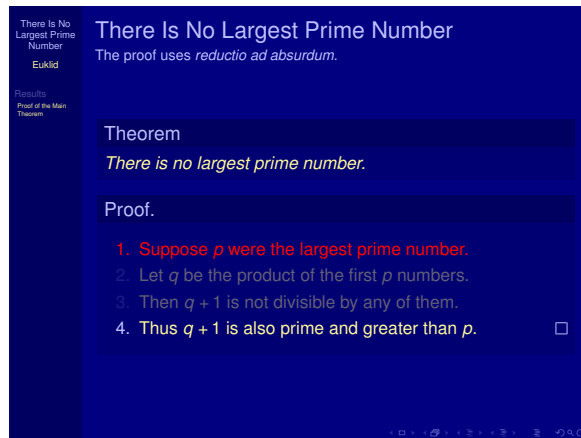 There Is No
Largest Prime
Number
Euklid
Results
Proof of the Main
Theorem
There Is No Largest Prime Number
The proof uses reductio ad absurdum.
Theorem
There is no largest prime number.
Proof.
1. Suppose p were the largest prime number.
2. Let q be the product of the first p numbers.
3. Then q + 1 is not divisible by any of them.
4. Thus q + 1 is also prime and greater than p.